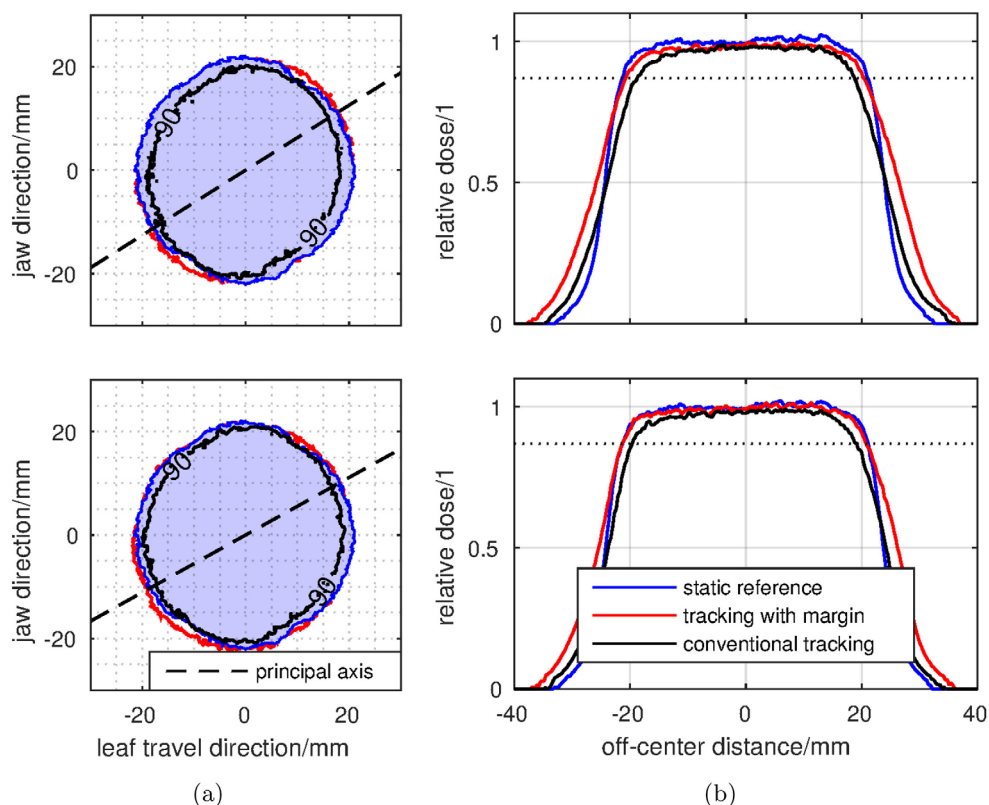 20
0
-20
jaw direction/mm
90
90
1
0.5
0
relative dose/1
20
0
-20
jaw direction/mm
90
90
principal axis
-20
0
20
leaf travel direction/mm
(a)
1
0.5
0
relative dose/1
static reference
tracking with margin
conventional tracking
-40
-20
0
20
40
off-center distance/mm
(b)